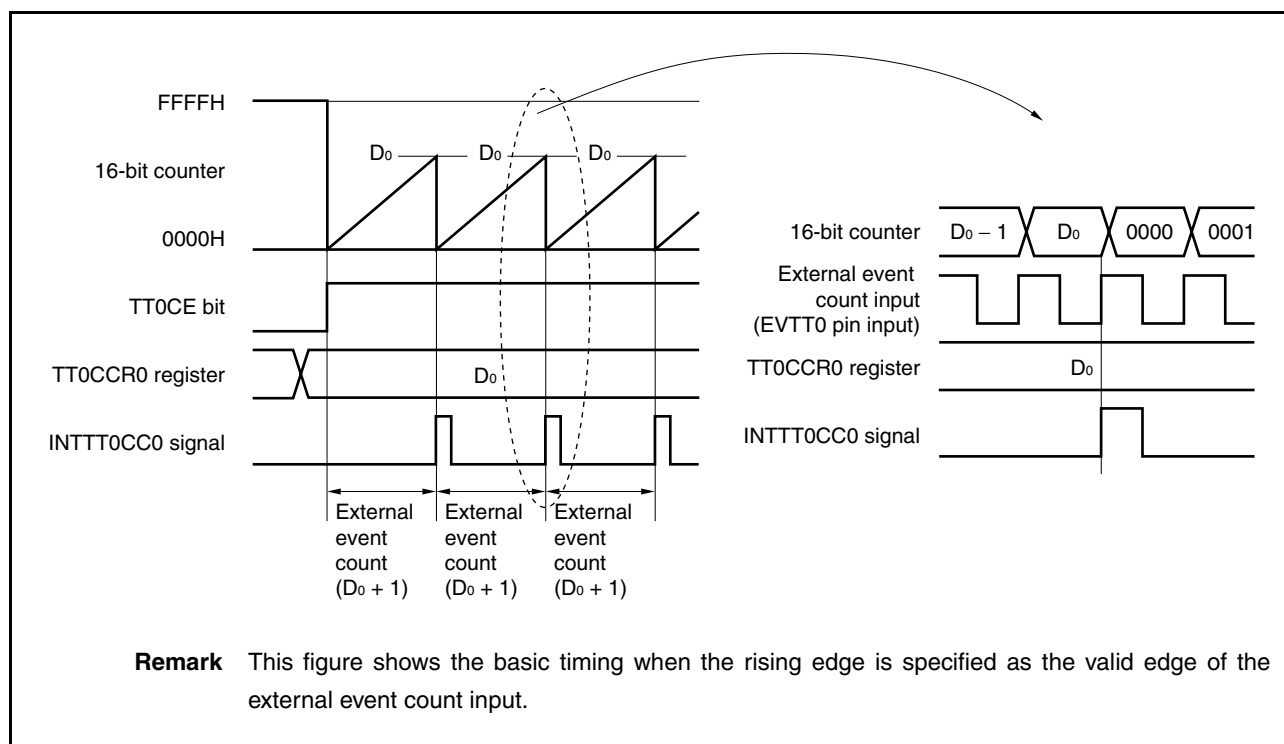 FFFFH
16-bit counter
0000H
D0 D0 D0
TT0CE bit
TT0CCR0 register
D0
INTTT0CC0 signal
External
event
count
(D0 + 1)
External
event
count
(D0 + 1)
External
event
count
(D0 + 1)
16-bit counter
D0 − 1 D0 0000 0001
External event
count input
(EVTT0 pin input)
TT0CCR0 register
D0
INTTT0CC0 signal
Remark This figure shows the basic timing when the rising edge is specified as the valid edge of the
external event count input.